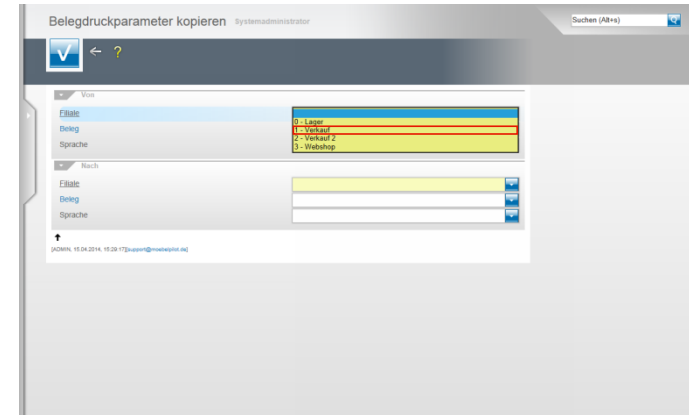 Belegdruckparameter kopieren Systemadministrator
Suchen (Alt+s)
?
Von
Filiale
0 - Lager
1 - Verkauf
2 - Verkauf 2
3 - Webshop
Beleg
Sprache
Nach
Filiale
Beleg
Sprache
[ADMIN, 15.04.2014, 15:29:17][support@moebelpilot.de]